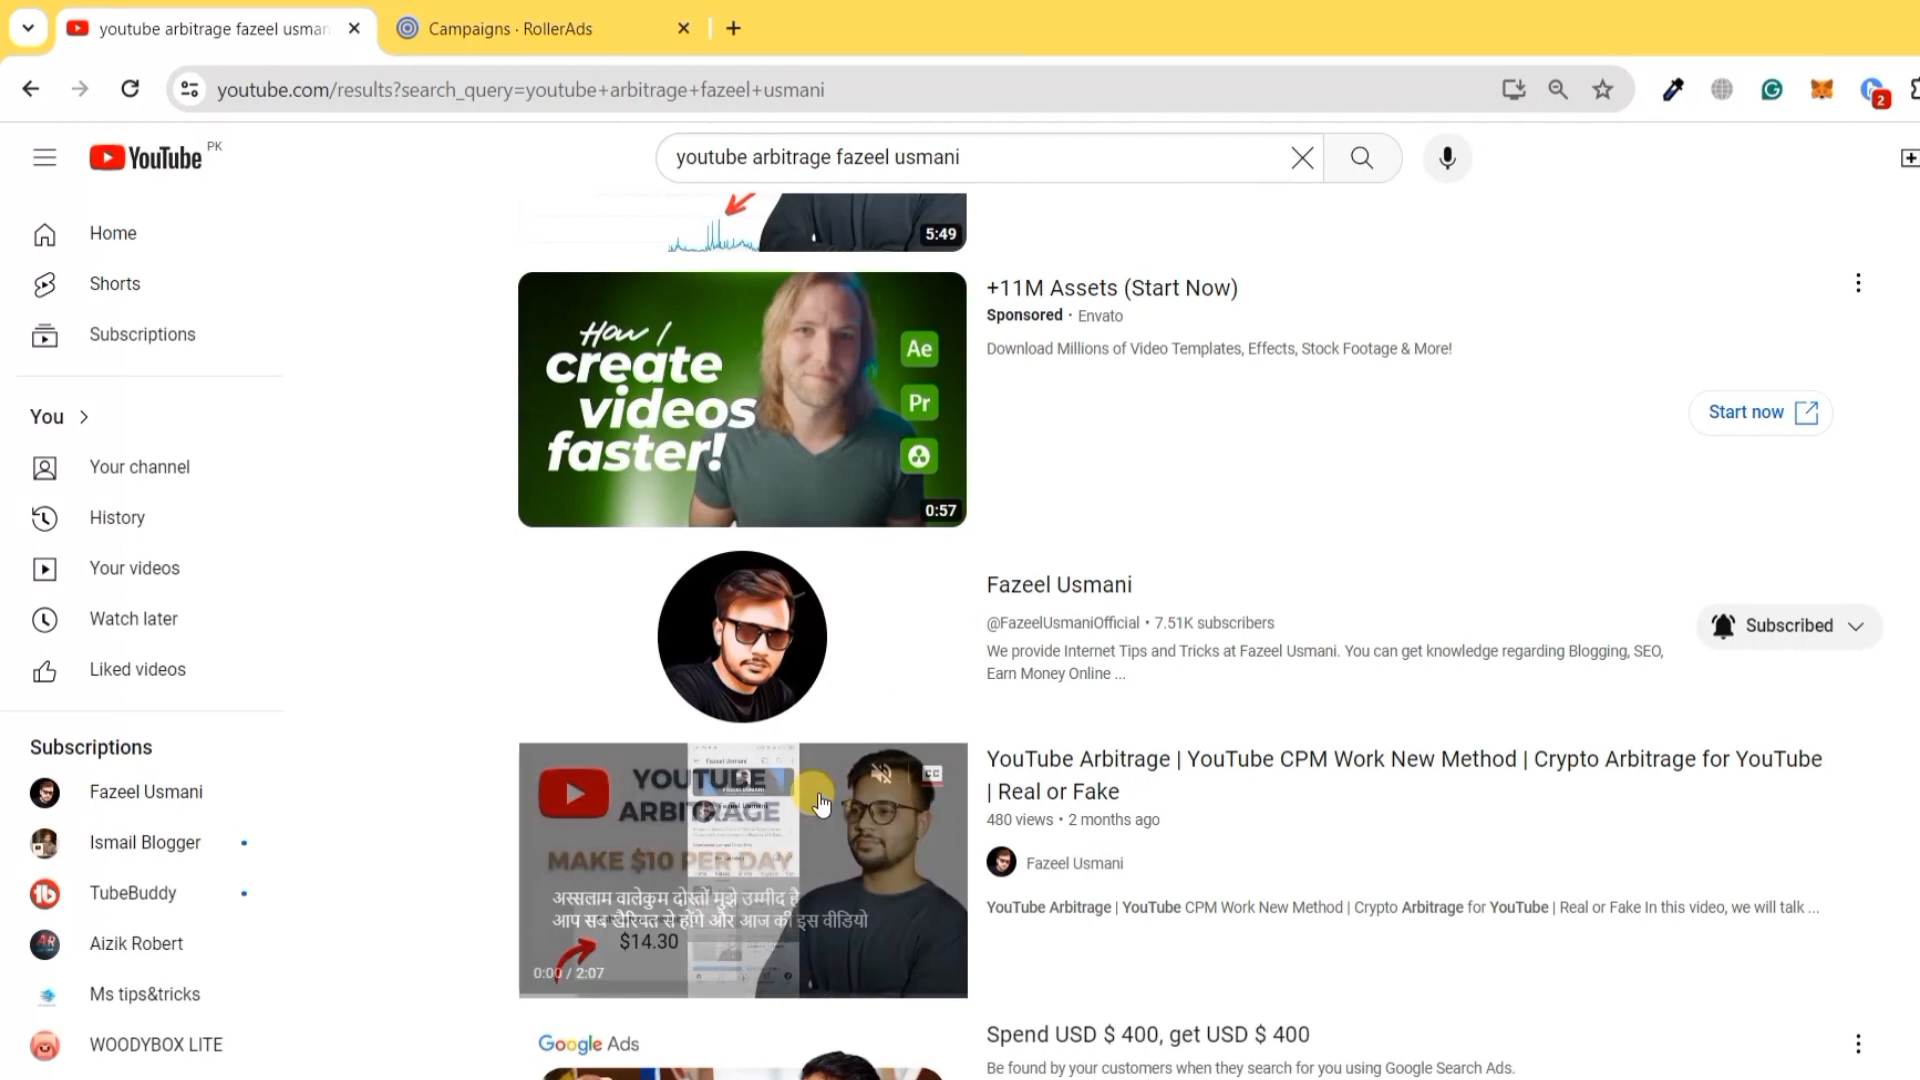 youtube arbitrage fazeel usman
Campaigns · RollerAds
youtube.com/results?search_query=youtube+arbitrage+fazeel+usmani
2
YouTube PK
youtube arbitrage fazeel usmani
Home
Shorts
Subscriptions
You
Your channel
History
Your videos
Watch later
Liked videos
Subscriptions
Fazeel Usmani
Ismail Blogger
TubeBuddy
Aizik Robert
Ms tips&tricks
WOODYBOX LITE
5:49
How I
create
videos
faster!
Ae
Pr
0:57
+11M Assets (Start Now)
Sponsored · Envato
Download Millions of Video Templates, Effects, Stock Footage & More!
Start now
Fazeel Usmani
@FazeelUsmaniOfficial • 7.51K subscribers
We provide Internet Tips and Tricks at Fazeel Usmani. You can get knowledge regarding Blogging, SEO,
Earn Money Online ...
Subscribed
YOUTUBE
ARBITRAGE
MAKE $10 PER DAY
अस्सलाम वालेकुम दोस्तों मुझे उम्मीद है
आप सब खैरियत से होंगे और आज की इस वीडियो
$14.30
0:00 / 2:07
CC
Fazeel Usmani
YouTube Arbitrage | YouTube CPM Work New Method | Crypto Arbitrage for YouTube
| Real or Fake
480 views • 2 months ago
Fazeel Usmani
YouTube Arbitrage | YouTube CPM Work New Method | Crypto Arbitrage for YouTube | Real or Fake In this video, we will talk ...
Google Ads
Spend USD $ 400, get USD $ 400
Be found by your customers when they search for you using Google Search Ads.